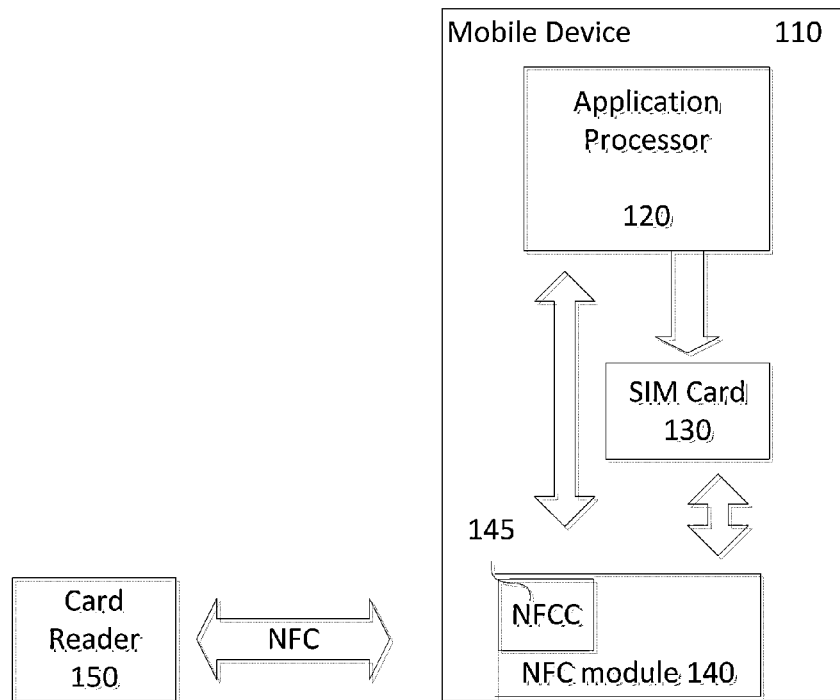 Mobile Device 110
Application
Processor
120
SIM Card
130
145
NFCC
NFC module 140
Card
Reader
150
NFC